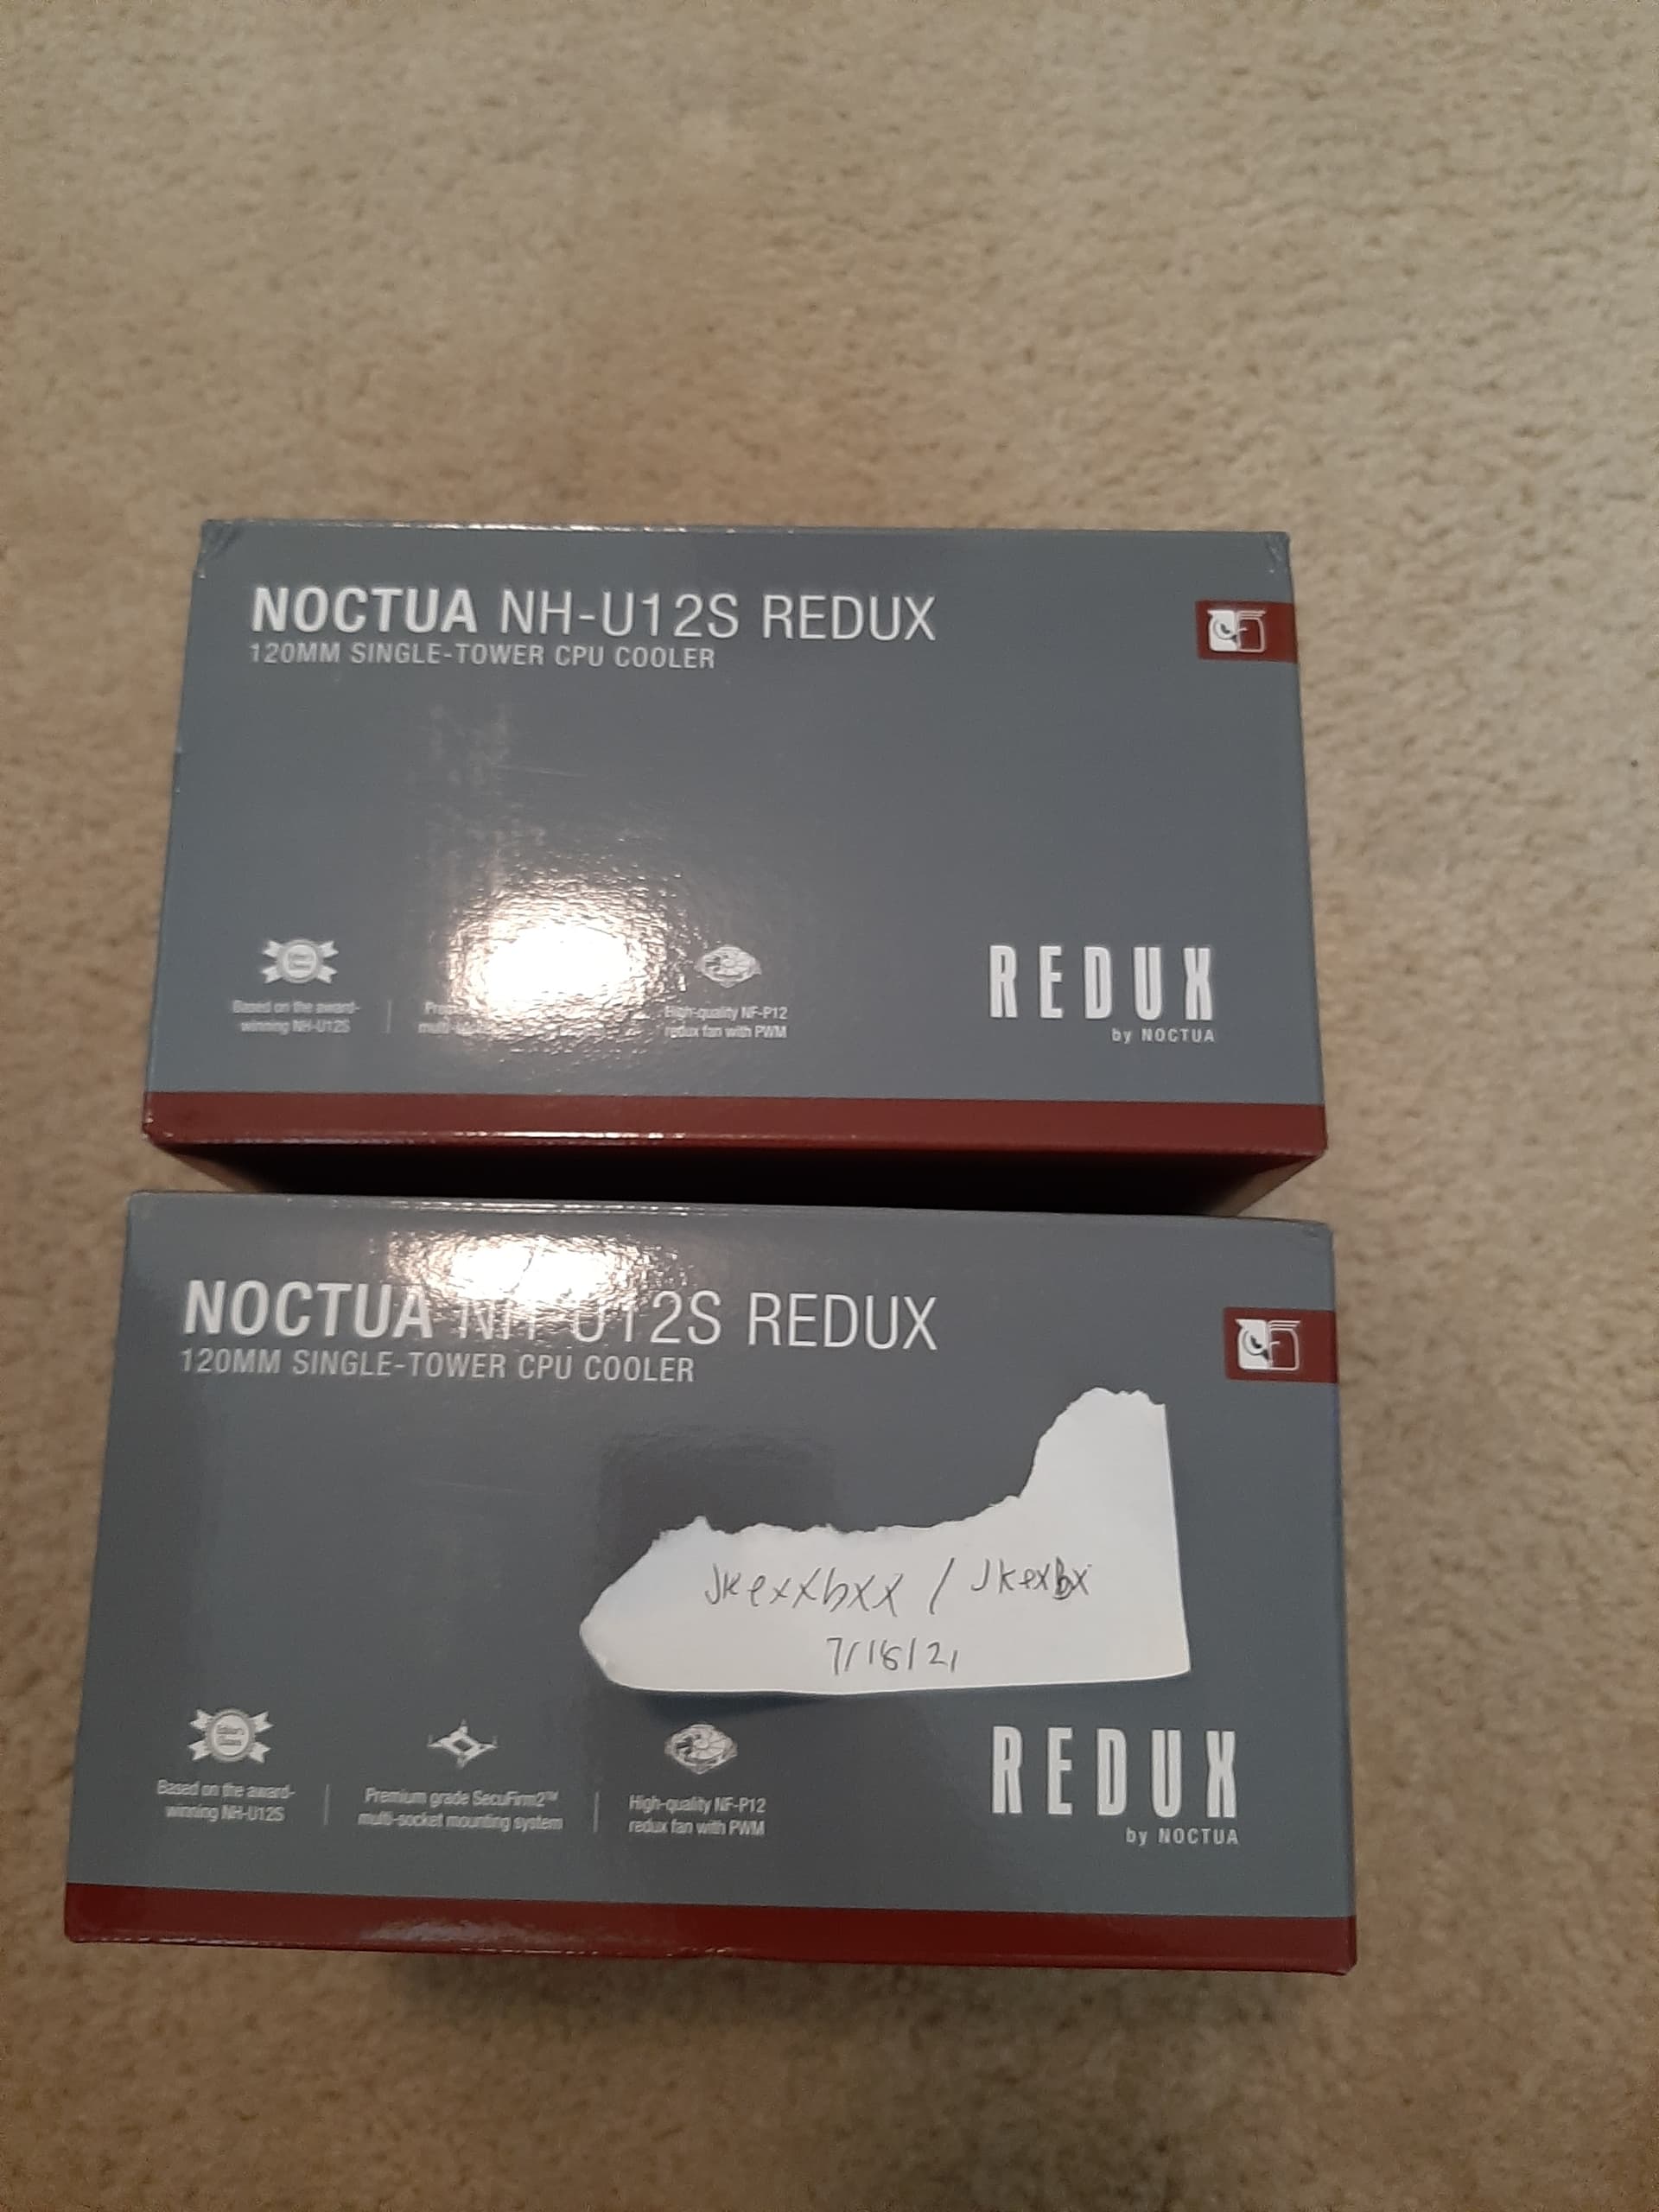 NOCTUA NH-U12S REDUX
120MM SINGLE-TOWER CPU COOLER
Based on the award-
winning NH-U12S
High-quality NF-P12
redux fan with PWM
REDUX
by NOCTUA
NOCTUA NH-U12S REDUX
120MM SINGLE-TOWER CPU COOLER
Jkexxbxx / Jkexbx
7/18/21
Based on the award-
winning NH-U12S
Premium grade SecuFirm2™
multi-socket mounting system
High-quality NF-P12
redux fan with PWM
REDUX
by NOCTUA